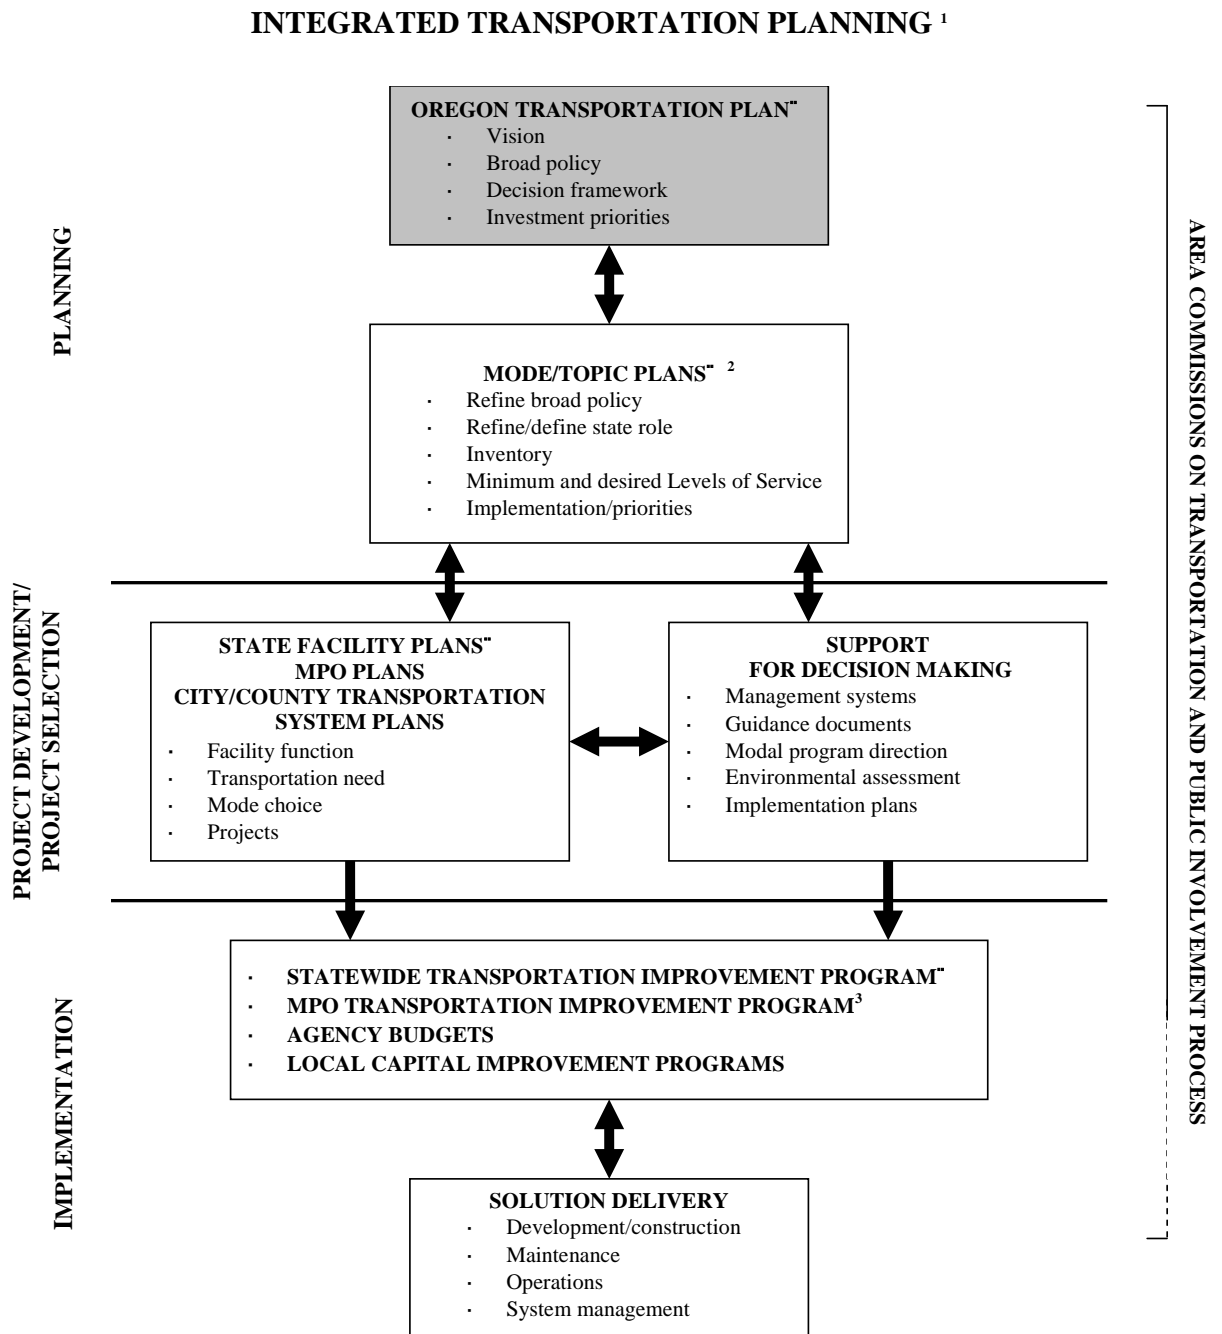 INTEGRATED TRANSPORTATION PLANNING ¹
OREGON TRANSPORTATION PLAN¨
· Vision
· Broad policy
· Decision framework
· Investment priorities
PLANNING
MODE/TOPIC PLANS¨ ²
· Refine broad policy
· Refine/define state role
· Inventory
· Minimum and desired Levels of Service
· Implementation/priorities
PROJECT DEVELOPMENT/
PROJECT SELECTION
STATE FACILITY PLANS¨
MPO PLANS
CITY/COUNTY TRANSPORTATION
SYSTEM PLANS
· Facility function
· Transportation need
· Mode choice
· Projects
SUPPORT
FOR DECISION MAKING
· Management systems
· Guidance documents
· Modal program direction
· Environmental assessment
· Implementation plans
IMPLEMENTATION
· STATEWIDE TRANSPORTATION IMPROVEMENT PROGRAM¨
· MPO TRANSPORTATION IMPROVEMENT PROGRAM³
· AGENCY BUDGETS
· LOCAL CAPITAL IMPROVEMENT PROGRAMS
SOLUTION DELIVERY
· Development/construction
· Maintenance
· Operations
· System management
AREA COMMISSIONS ON TRANSPORTATION AND PUBLIC INVOLVEMENT PROCESS